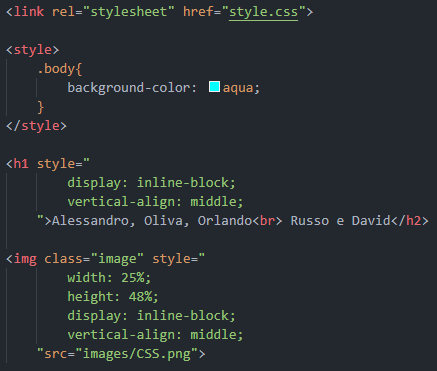 <link rel="stylesheet" href="style.css">
<style>
.body{
background-color: aqua;
}
</style>
<h1 style="
display: inline-block;
vertical-align: middle;
">Alessandro, Oliva, Orlando<br> Russo e David</h2>
<img class="image" style="
width: 25%;
height: 48%;
display: inline-block;
vertical-align: middle;
"src="images/CSS.png">